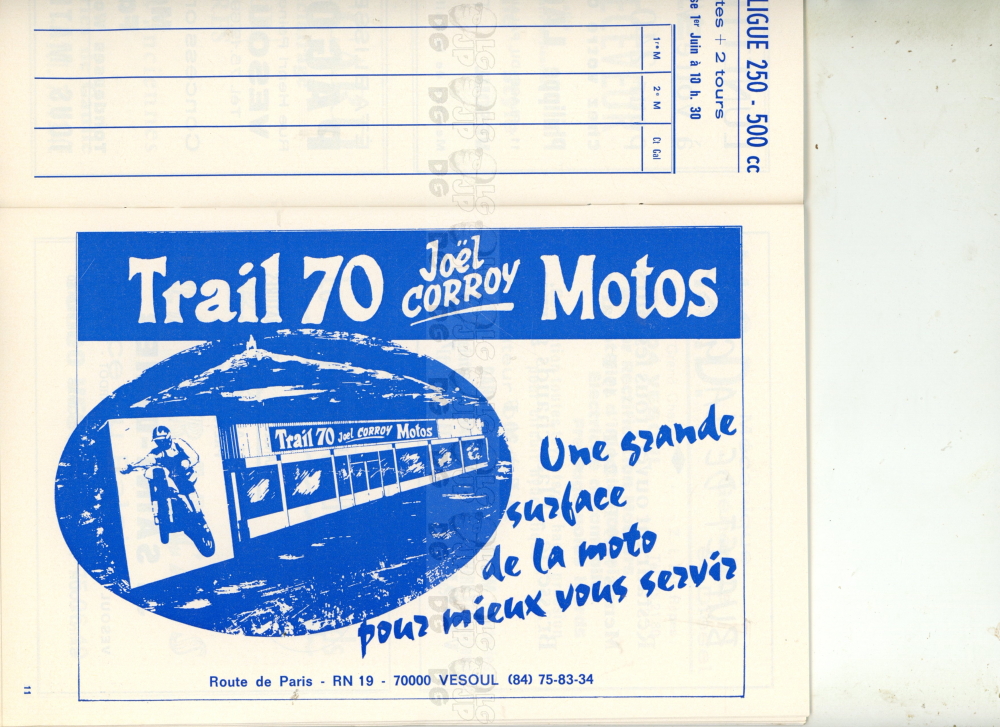 LIGUE 250 - 500 cc
tes + 2 tours
se 1er Juin à 10 h. 30
1re M
2e M
Ct Gal
Trail 70 Joël CORROY Motos
Trail 70 Joël CORROY Motos
Une grande
surface
de la moto
pour mieux vous servir
Route de Paris - RN 19 - 70000 VESOUL (84) 75-83-34
11